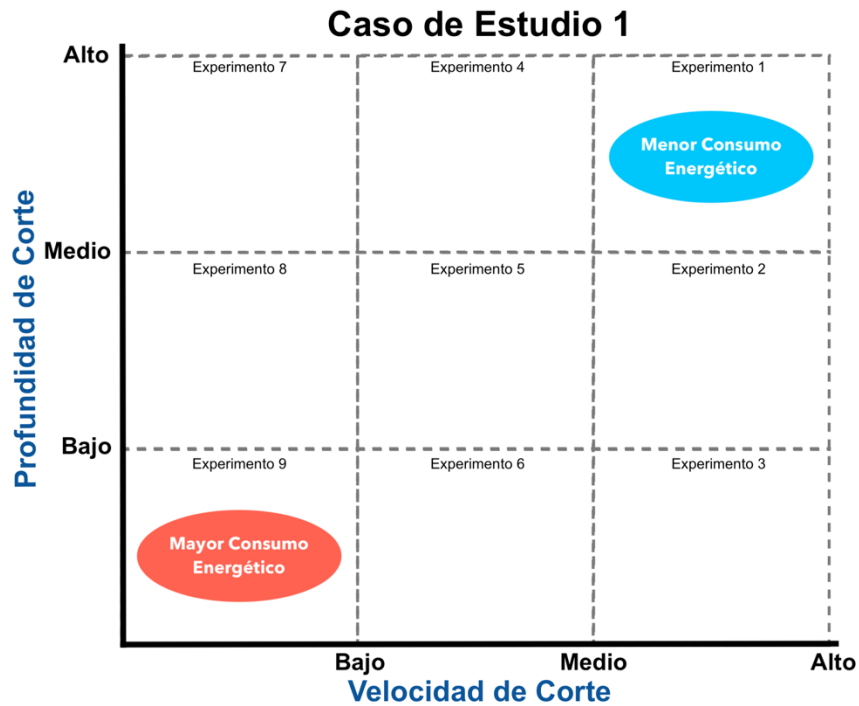 Caso de Estudio 1
Alto
Experimento 7
Experimento 4
Experimento 1
Menor Consumo
Energético
Medio
Experimento 8
Experimento 5
Experimento 2
Profundidad de Corte
Bajo
Experimento 9
Experimento 6
Experimento 3
Mayor Consumo
Energético
Bajo
Medio
Alto
Velocidad de Corte